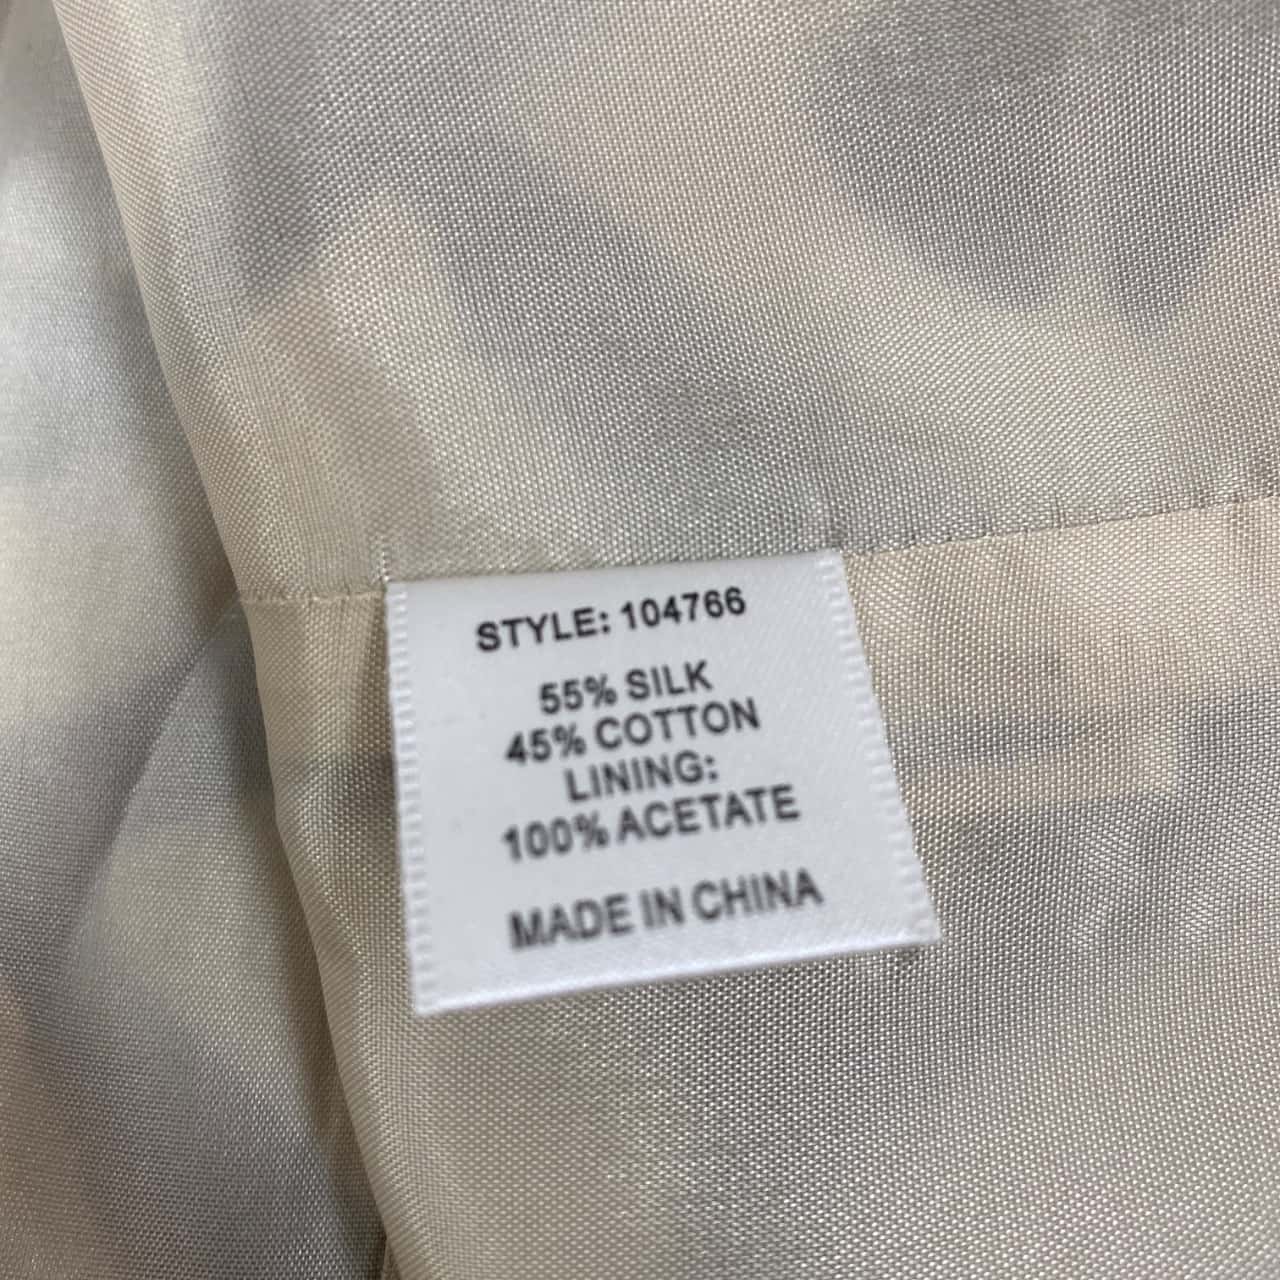 STYLE: 104766
55% SILK
45% COTTON
LINING:
100% ACETATE
MADE IN CHINA